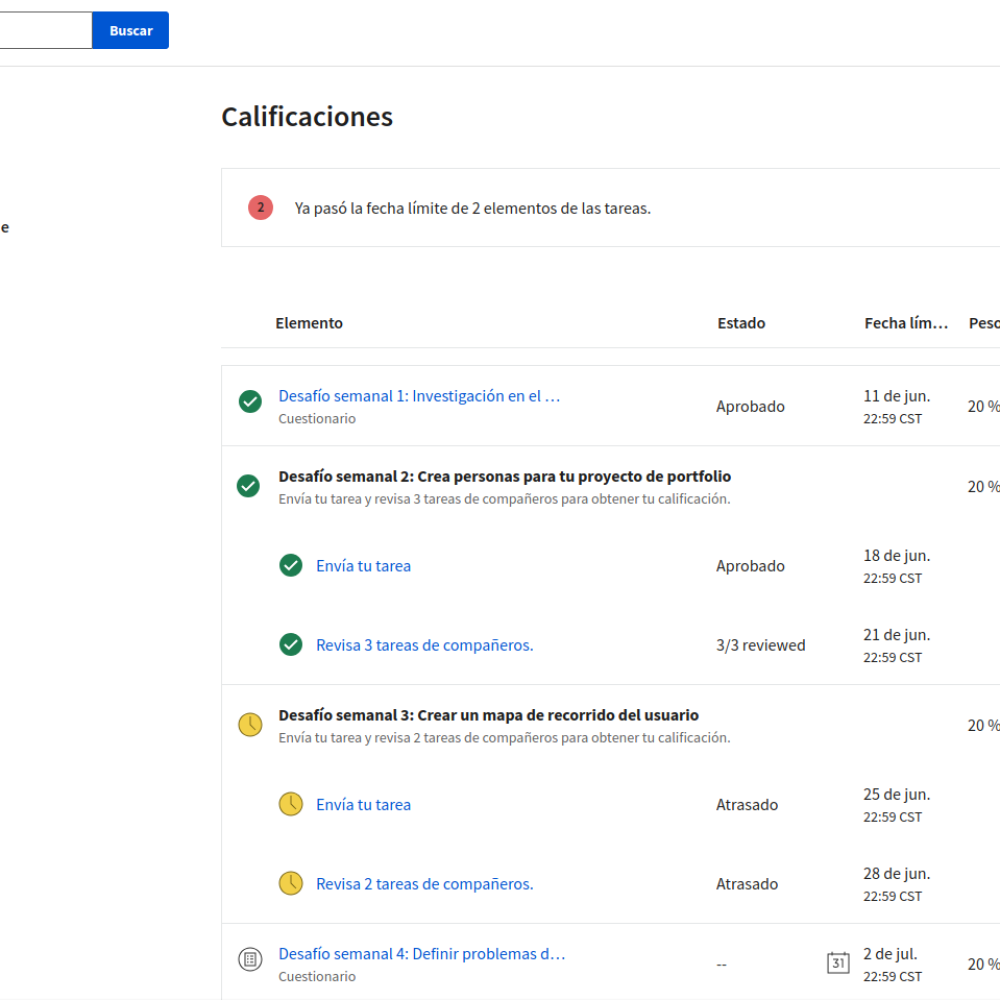 Buscar
Calificaciones
2 Ya pasó la fecha límite de 2 elementos de las tareas.
e
Elemento Estado Fecha lím… Peso
Desafío semanal 1: Investigación en el … Aprobado 11 de jun. 20 %
Cuestionario 22:59 CST
Desafío semanal 2: Crea personas para tu proyecto de portfolio 20 %
Envía tu tarea y revisa 3 tareas de compañeros para obtener tu calificación.
Envía tu tarea Aprobado 18 de jun.
22:59 CST
Revisa 3 tareas de compañeros. 3/3 reviewed 21 de jun.
22:59 CST
Desafío semanal 3: Crear un mapa de recorrido del usuario 20 %
Envía tu tarea y revisa 2 tareas de compañeros para obtener tu calificación.
Envía tu tarea Atrasado 25 de jun.
22:59 CST
Revisa 2 tareas de compañeros. Atrasado 28 de jun.
22:59 CST
Desafío semanal 4: Definir problemas d… -- 31 2 de jul. 20 %
Cuestionario 22:59 CST